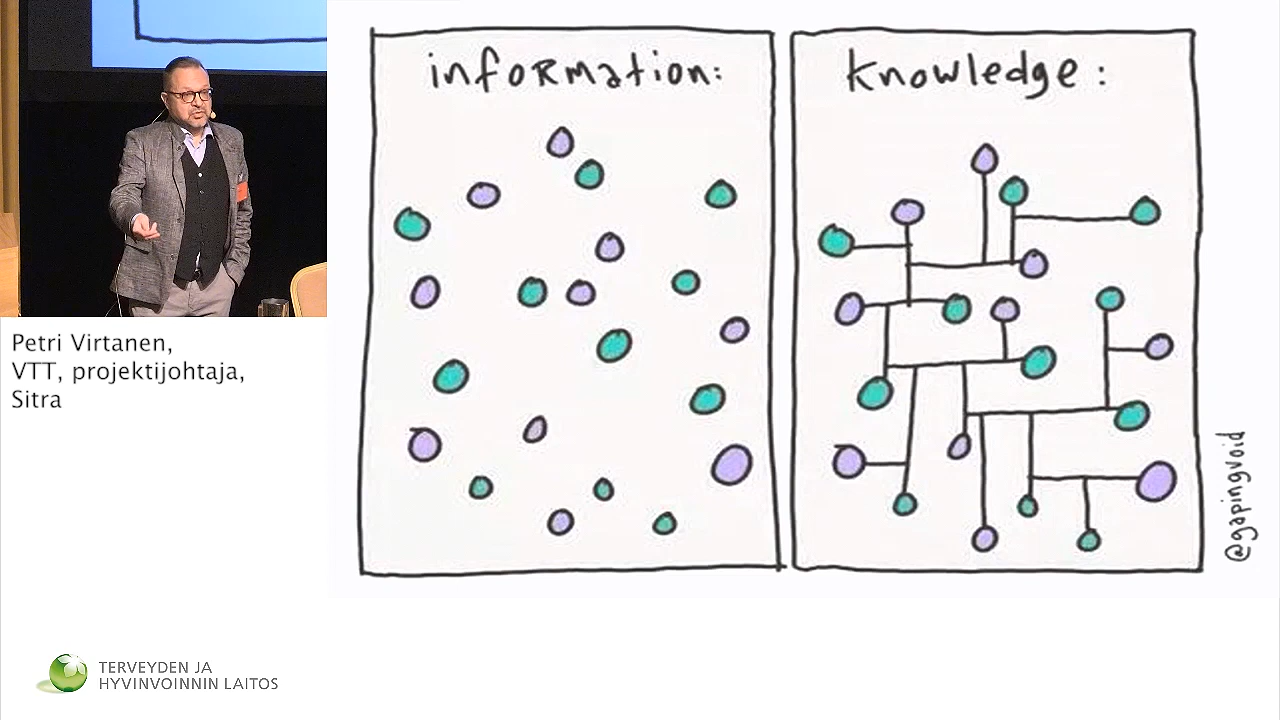 information:
knowledge:
Petri Virtanen,
VTT, projektijohtaja,
Sitra
@gapingvoid
TERVEYDEN JA
HYVINVOINNIN LAITOS